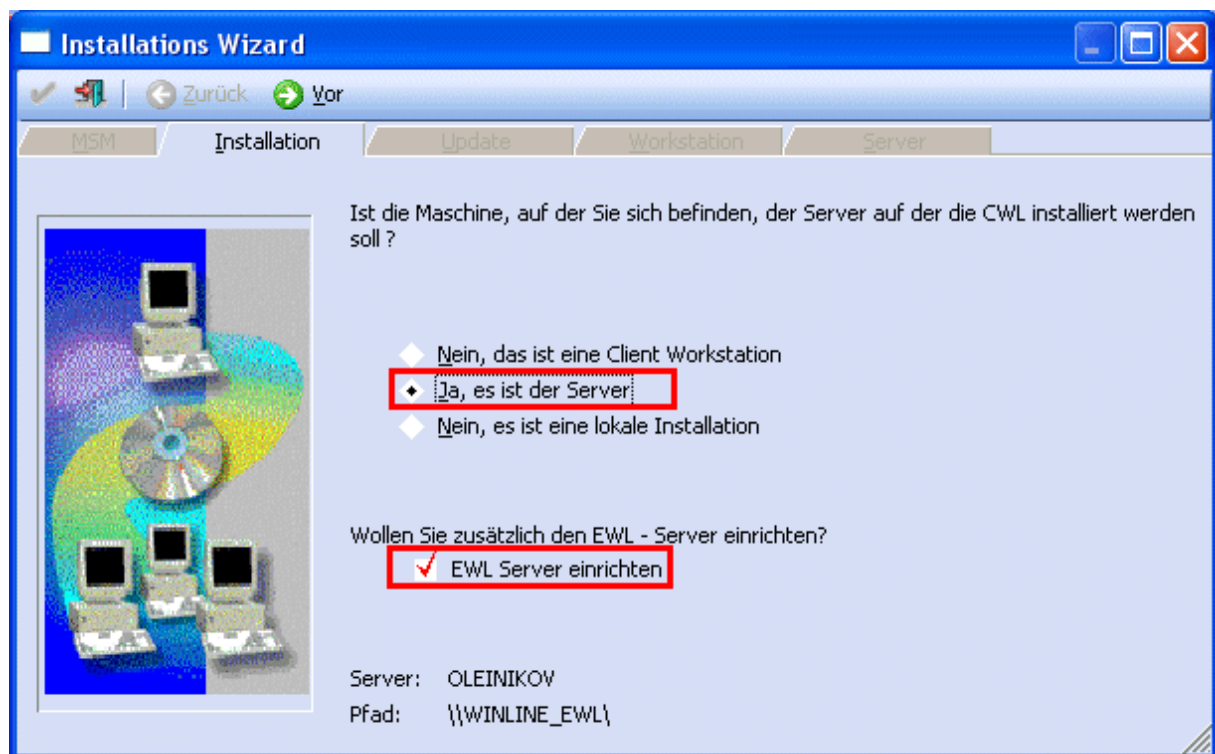 Installations Wizard
Zurück Vor
MSM Installation Update Workstation Server
Ist die Maschine, auf der Sie sich befinden, der Server auf der die CWL installiert werden
soll ?
Nein, das ist eine Client Workstation
Ja, es ist der Server
Nein, es ist eine lokale Installation
Wollen Sie zusätzlich den EWL - Server einrichten?
EWL Server einrichten
Server: OLEINIKOV
Pfad: \\WINLINE_EWL\